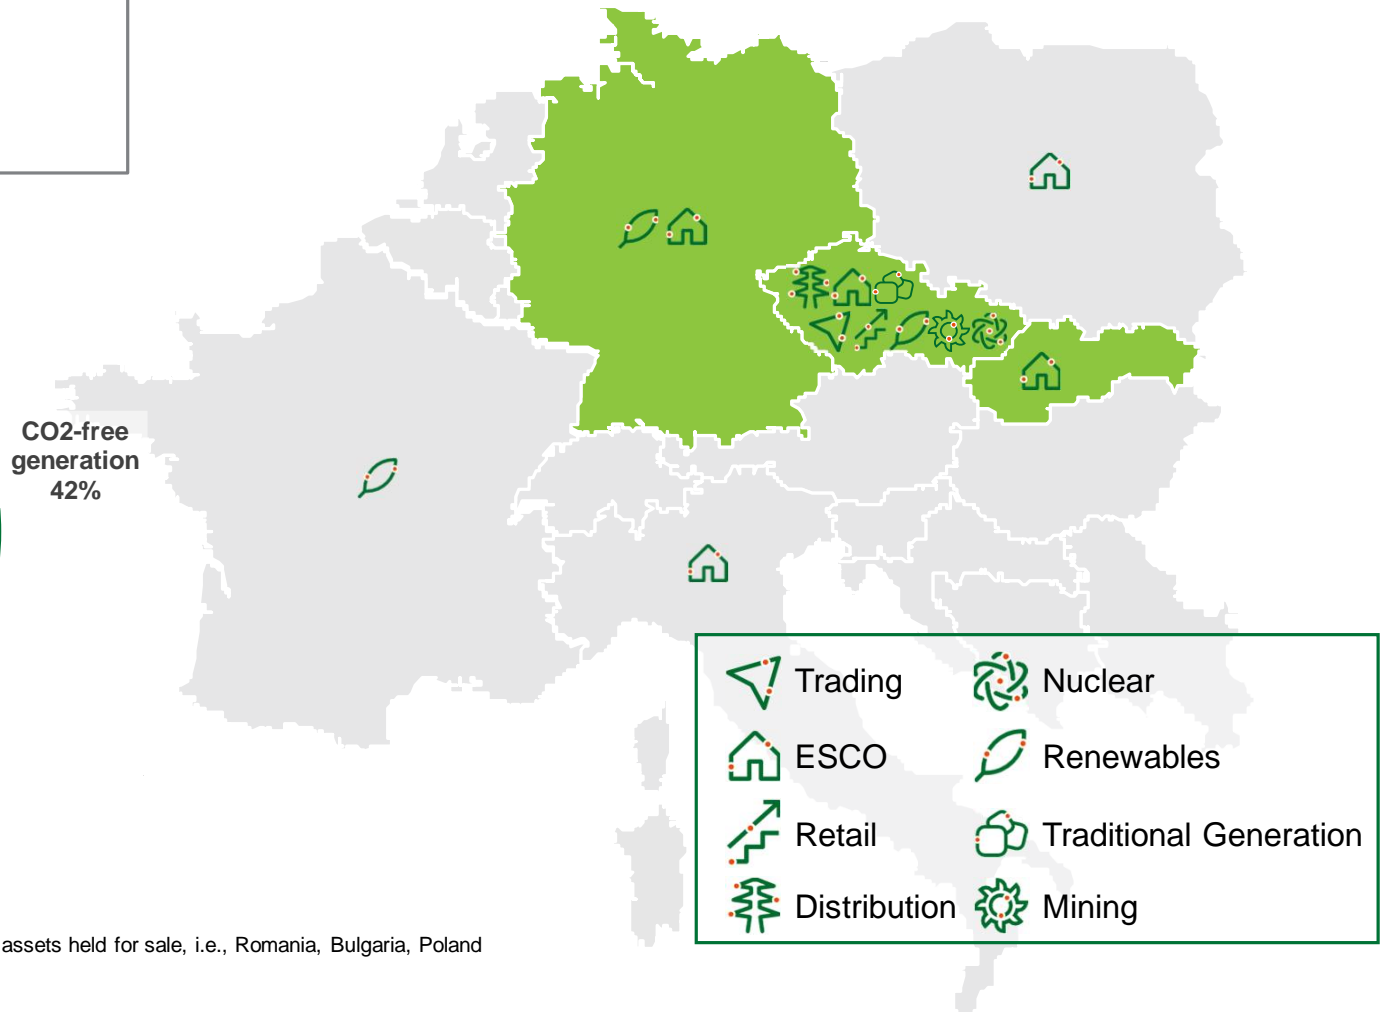 CO2-free
generation
42%
Trading
Nuclear
ESCO
Renewables
Retail
Traditional Generation
Distribution
Mining
assets held for sale, i.e., Romania, Bulgaria, Poland